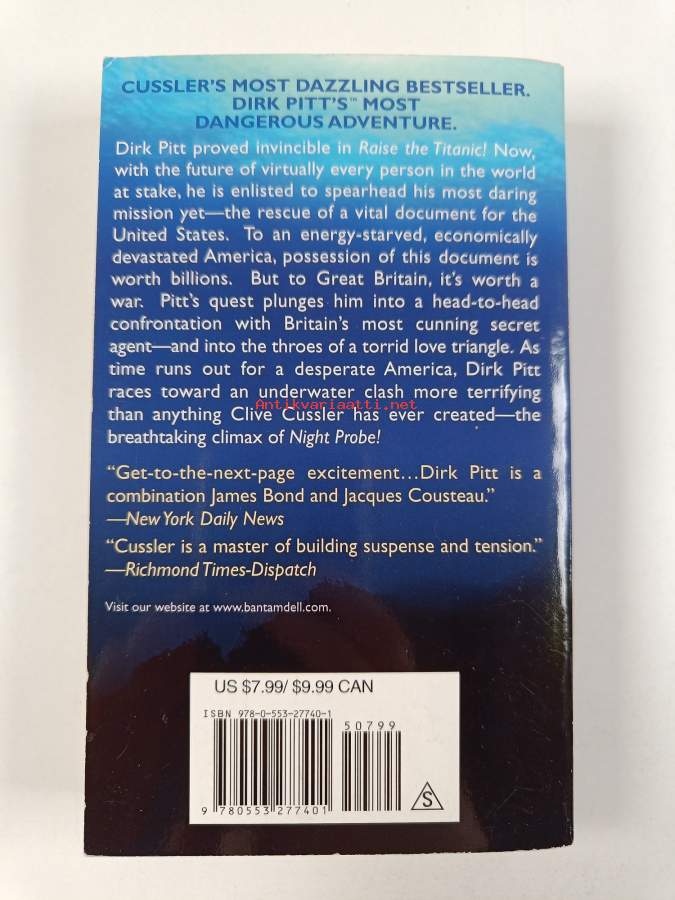 CUSSLER'S MOST DAZZLING BESTSELLER.
DIRK PITT'S™ MOST
DANGEROUS ADVENTURE.
Dirk Pitt proved invincible in Raise the Titanic! Now,
with the future of virtually every person in the world
at stake, he is enlisted to spearhead his most daring
mission yet—the rescue of a vital document for the
United States. To an energy-starved, economically
devastated America, possession of this document is
worth billions. But to Great Britain, it's worth a
war. Pitt's quest plunges him into a head-to-head
confrontation with Britain's most cunning secret
agent—and into the throes of a torrid love triangle. As
time runs out for a desperate America, Dirk Pitt
races toward an underwater clash more terrifying
Antikvariaatti.net
than anything Clive Cussler has ever created—the
breathtaking climax of Night Probe!
“Get-to-the-next-page excitement…Dirk Pitt is a
combination James Bond and Jacques Cousteau.”
—New York Daily News
“Cussler is a master of building suspense and tension.”
—Richmond Times-Dispatch
Visit our website at www.bantamdell.com.
US $7.99/ $9.99 CAN
ISBN 978-0-553-27740-1
50799
9 780553 277401
S